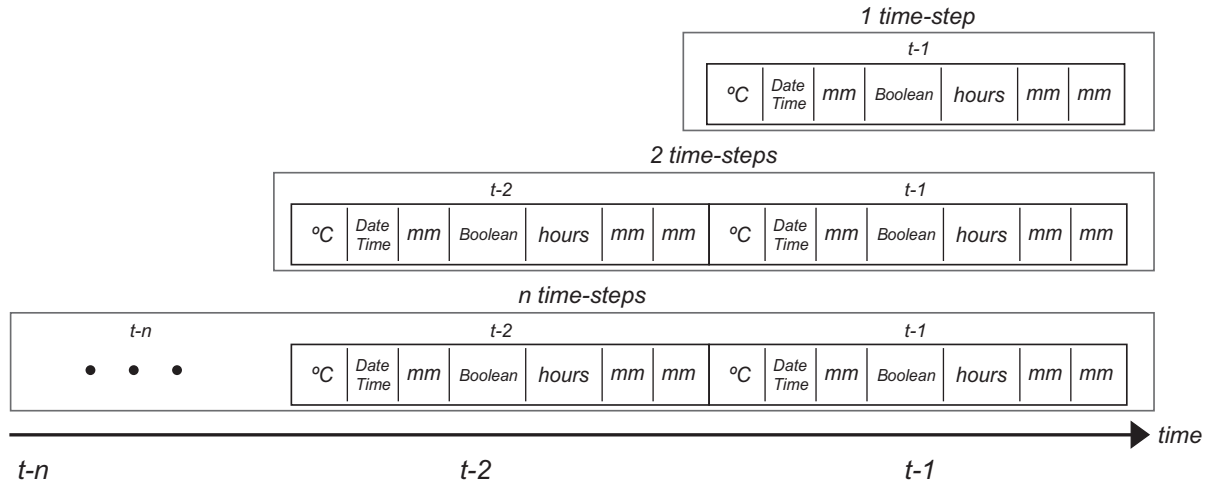 1 time-step
t-1
ºC Date Time mm Boolean hours mm mm
2 time-steps
t-2 t-1
ºC Date Time mm Boolean hours mm mm ºC Date Time mm Boolean hours mm mm
n time-steps
t-n t-2 t-1
• • • ºC Date Time mm Boolean hours mm mm ºC Date Time mm Boolean hours mm mm
time
t-n t-2 t-1